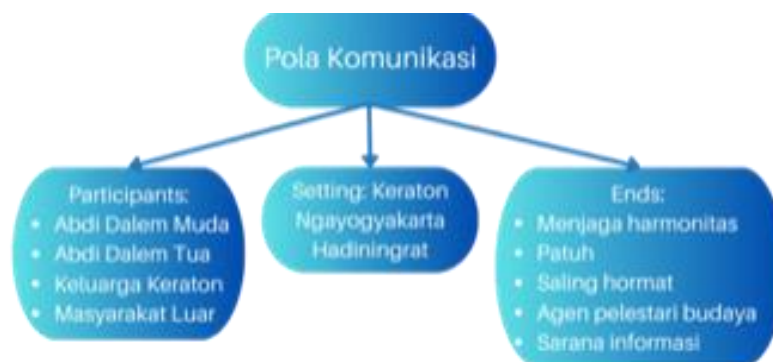 Pola Komunikasi
Participants:
• Abdi Dalem Muda
• Abdi Dalem Tua
• Keluarga Keraton
• Masyarakat Luar
Setting: Keraton
Ngayogyakarta
Hadiningrat
Ends:
• Menjaga harmonitas
• Patuh
• Saling hormat
• Agen pelestari budaya
• Sarana informasi